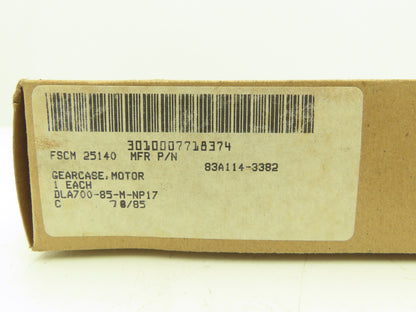 3010007718374
FSCM 25140 MFR P/N
83A114-3382
GEARCASE,MOTOR
1 EACH
DLA700-85-M-NP17
C 7 8/85